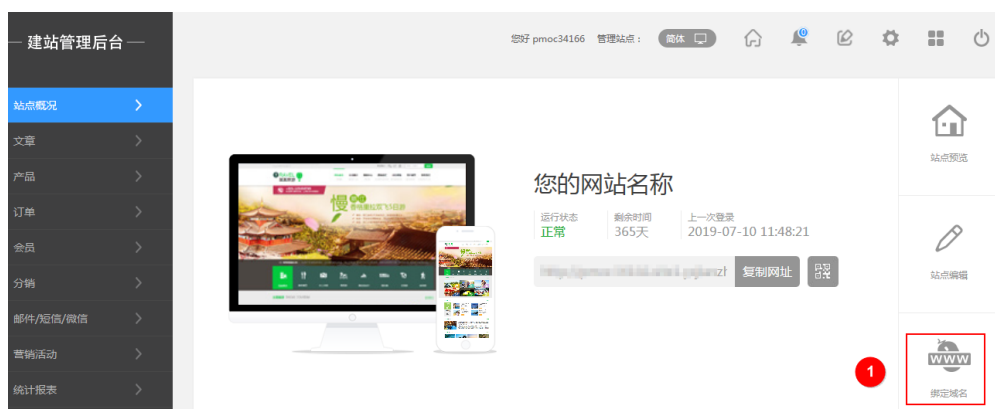 建站管理后台
您好 pmoc34166 管理站点： 简体
0
站点概况
文章
产品
订单
会员
分销
邮件/短信/微信
营销活动
统计报表
慢
您的网站名称
运行状态 剩余时间 上一次登录
正常 365天 2019-07-10 11:48:21
复制网址
站点预览
站点编辑
1
WWW
绑定域名